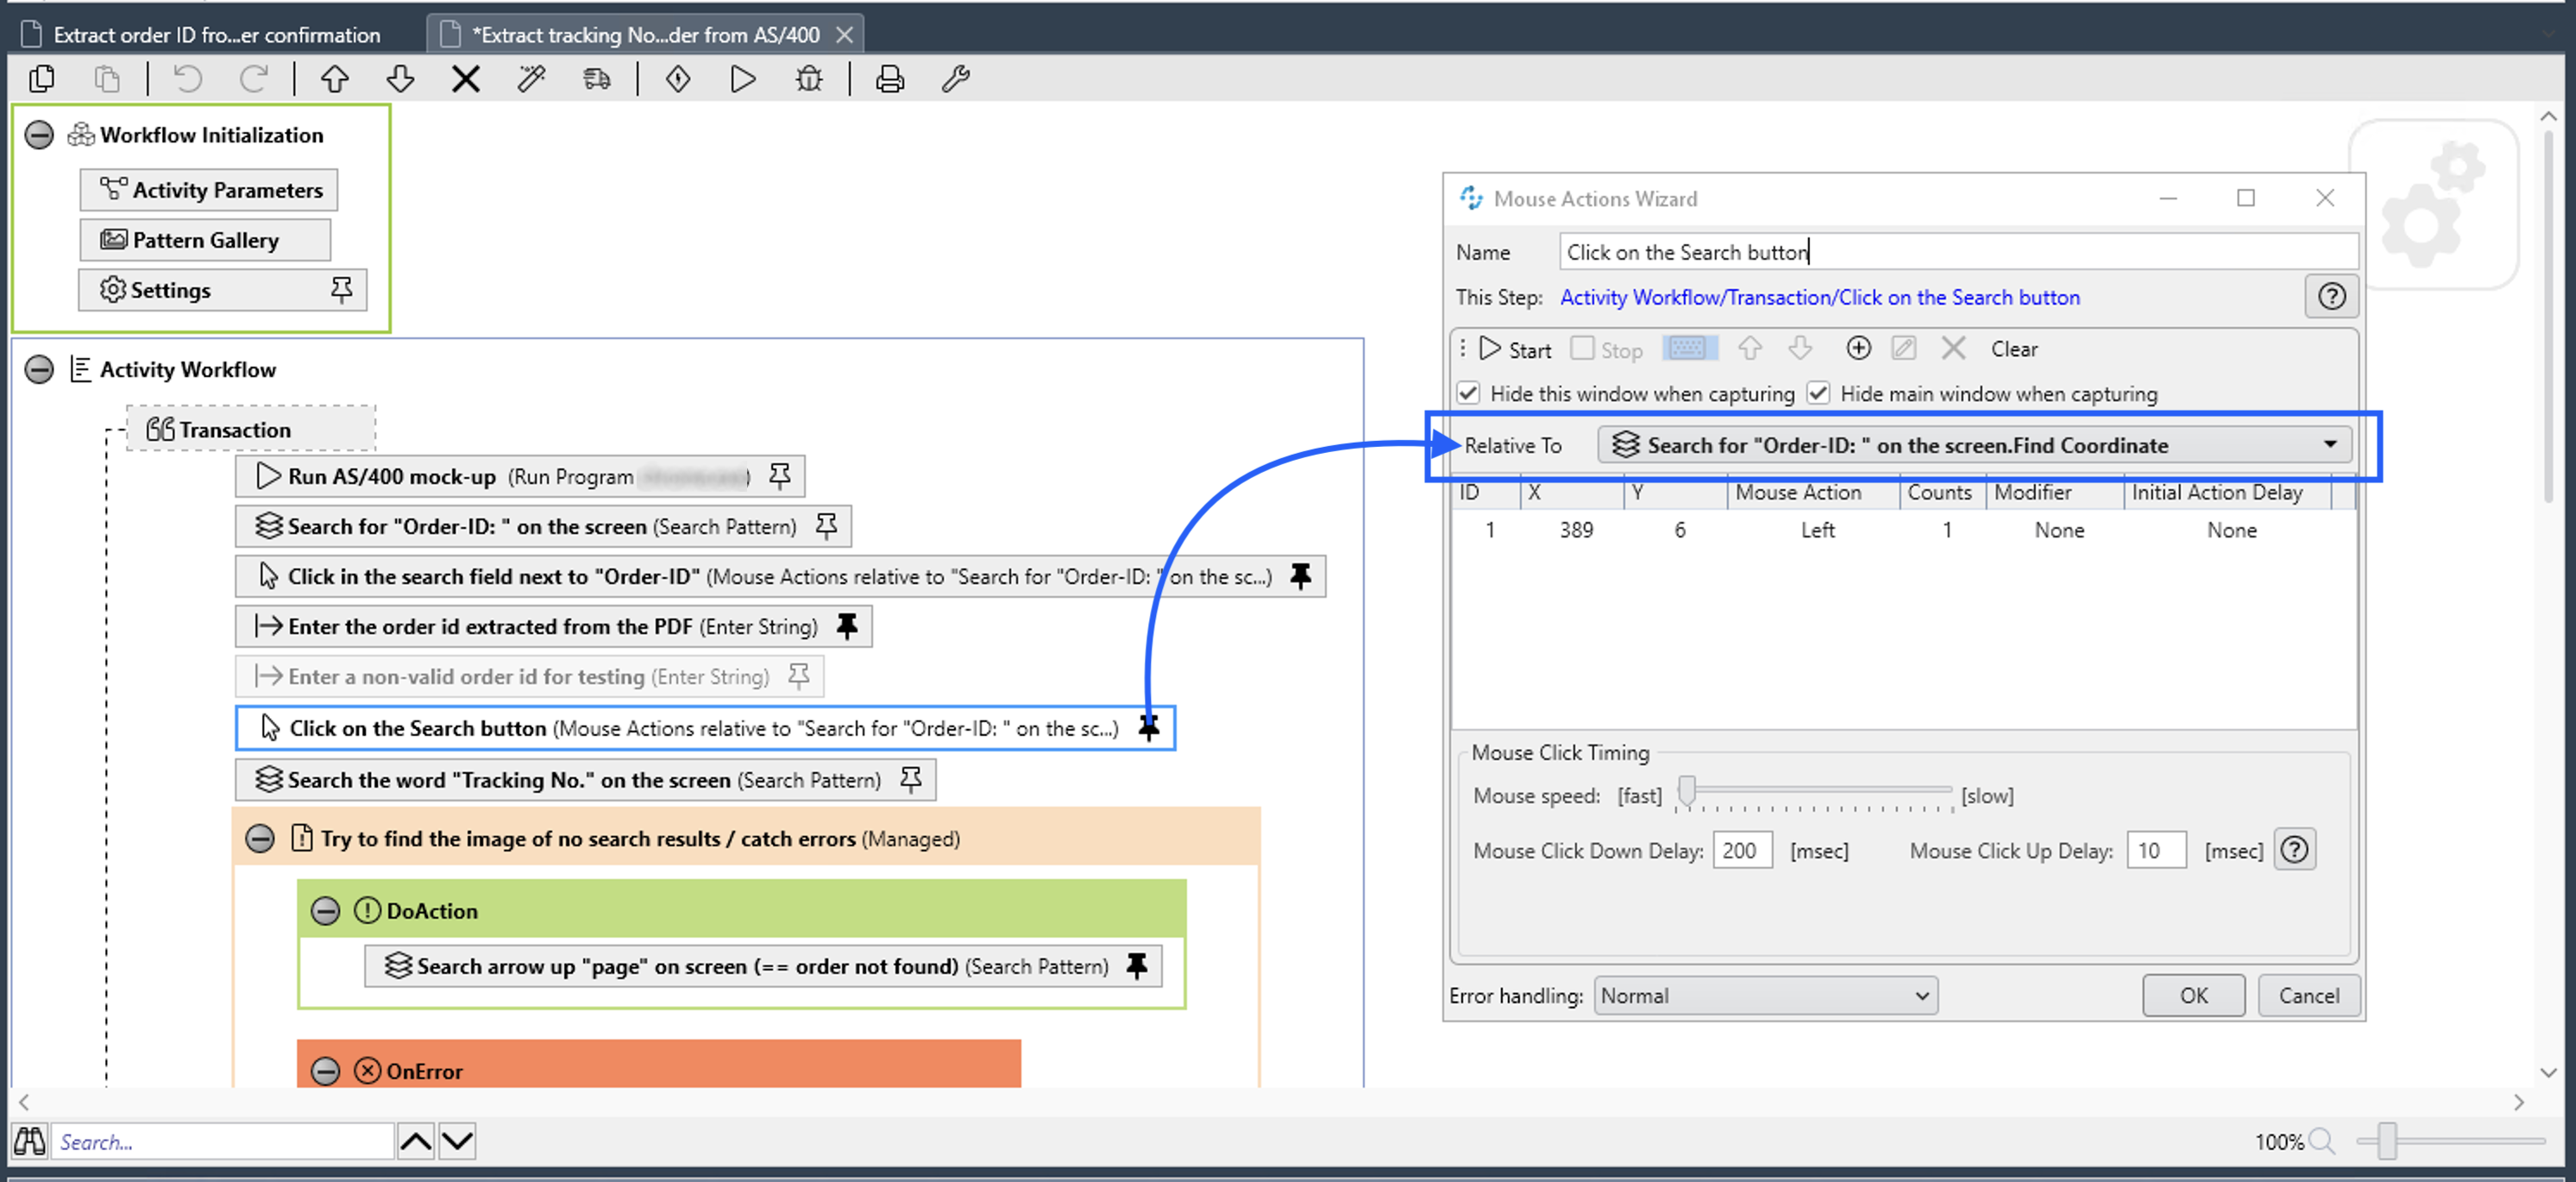 Extract order ID fro...er confirmation
*Extract tracking No...der from AS/400
Workflow Initialization
Activity Parameters
Pattern Gallery
Settings
Activity Workflow
Transaction
Run AS/400 mock-up (Run Program )
Search for "Order-ID: " on the screen (Search Pattern)
Click in the search field next to "Order-ID" (Mouse Actions relative to "Search for "Order-ID: " on the sc...)
Enter the order id extracted from the PDF (Enter String)
Enter a non-valid order id for testing (Enter String)
Click on the Search button (Mouse Actions relative to "Search for "Order-ID: " on the sc...)
Search the word "Tracking No." on the screen (Search Pattern)
Try to find the image of no search results / catch errors (Managed)
DoAction
Search arrow up "page" on screen (== order not found) (Search Pattern)
OnError
Search...
100%
Mouse Actions Wizard
Name Click on the Search button
This Step: Activity Workflow/Transaction/Click on the Search button
Start Stop Clear
Hide this window when capturing Hide main window when capturing
Relative To Search for "Order-ID: " on the screen.Find Coordinate
ID X Y Mouse Action Counts Modifier Initial Action Delay
1 389 6 Left 1 None None
Mouse Click Timing
Mouse speed: [fast] [slow]
Mouse Click Down Delay: 200 [msec] Mouse Click Up Delay: 10 [msec]
Error handling: Normal OK Cancel